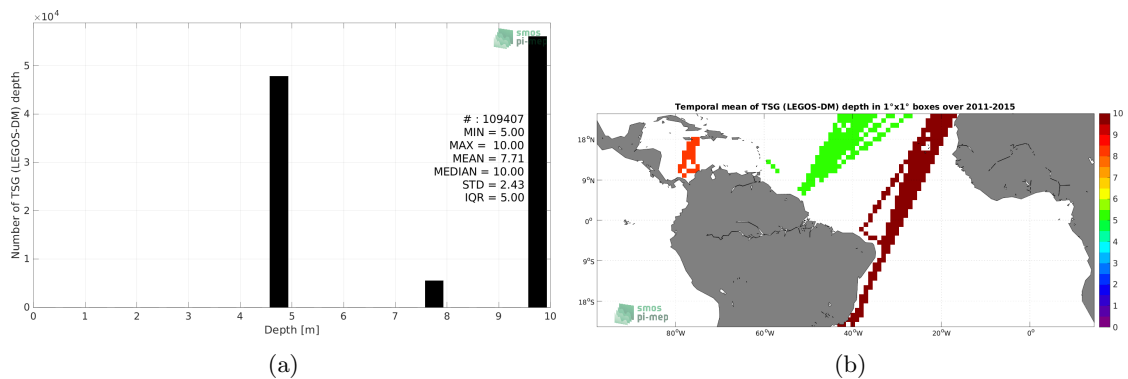 ×10⁴
5
4
3
2
1
0
Number of TSG (LEGOS-DM) depth
smos
pi-mep
# : 109407
MIN = 5.00
MAX = 10.00
MEAN = 7.71
MEDIAN = 10.00
STD = 2.43
IQR = 5.00
0 1 2 3 4 5 6 7 8 9 10
Depth [m]
(a)
Temporal mean of TSG (LEGOS-DM) depth in 1°x1° boxes over 2011-2015
18°N
9°N
0°
9°S
18°S
80°W 60°W 40°W 20°W 0°
10
9
8
7
6
5
4
3
2
1
0
smos
pi-mep
(b)